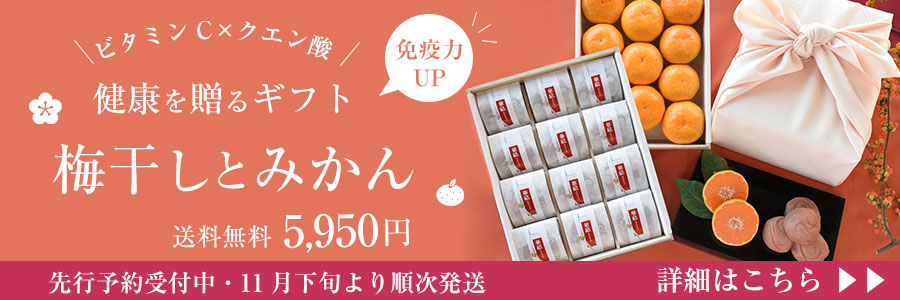 ビタミンC×クエン酸
免疫力
UP
健康を贈るギフト
梅干しとみかん
送料無料 5,950円
先行予約受付中・11月下旬より順次発送
詳細はこちら ▶▶